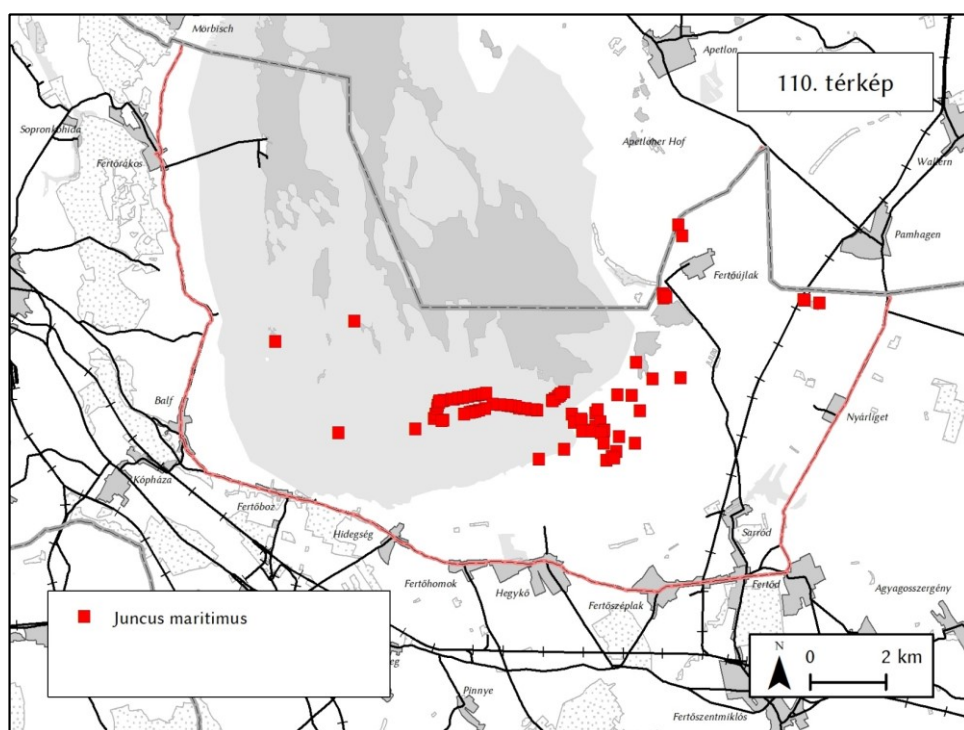 Mörbisch
110. térkép
Apetlon
Sopronkőhida
Apetloner Hof
Fertőrákos
Wallern
Pamhagen
Fertőújlak
Balf
Nyárliget
Kópháza
Fertőboz
Hidegség
Sarród
Fertőhomok
Hegykő
Fertőd
Fertőszéplak
Agyagosszergény
Juncus maritimus
N
0 2 km
Pinnye
Fertőszentmiklós